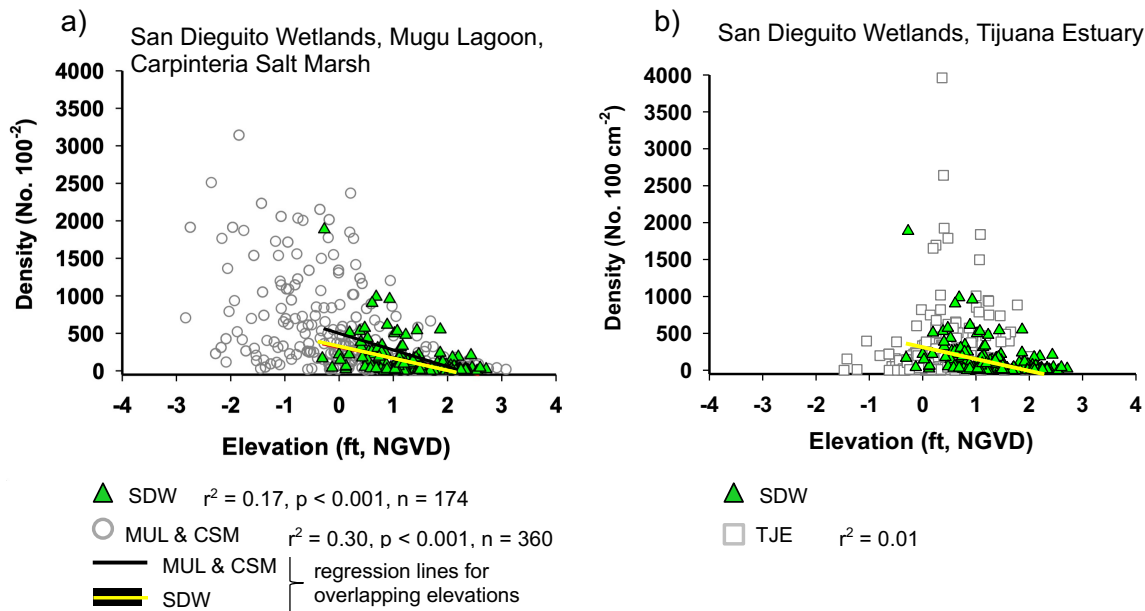 a)
San Dieguito Wetlands, Mugu Lagoon,
Carpinteria Salt Marsh
Density (No. 100⁻²)
4000
3500
3000
2500
2000
1500
1000
500
0
-4 -3 -2 -1 0 1 2 3 4
Elevation (ft, NGVD)
SDW r² = 0.17, p < 0.001, n = 174
MUL & CSM r² = 0.30, p < 0.001, n = 360
MUL & CSM
SDW
regression lines for
overlapping elevations
b)
San Dieguito Wetlands, Tijuana Estuary
Density (No. 100 cm⁻²)
4000
3500
3000
2500
2000
1500
1000
500
0
-4 -3 -2 -1 0 1 2 3 4
Elevation (ft, NGVD)
SDW
TJE r² = 0.01